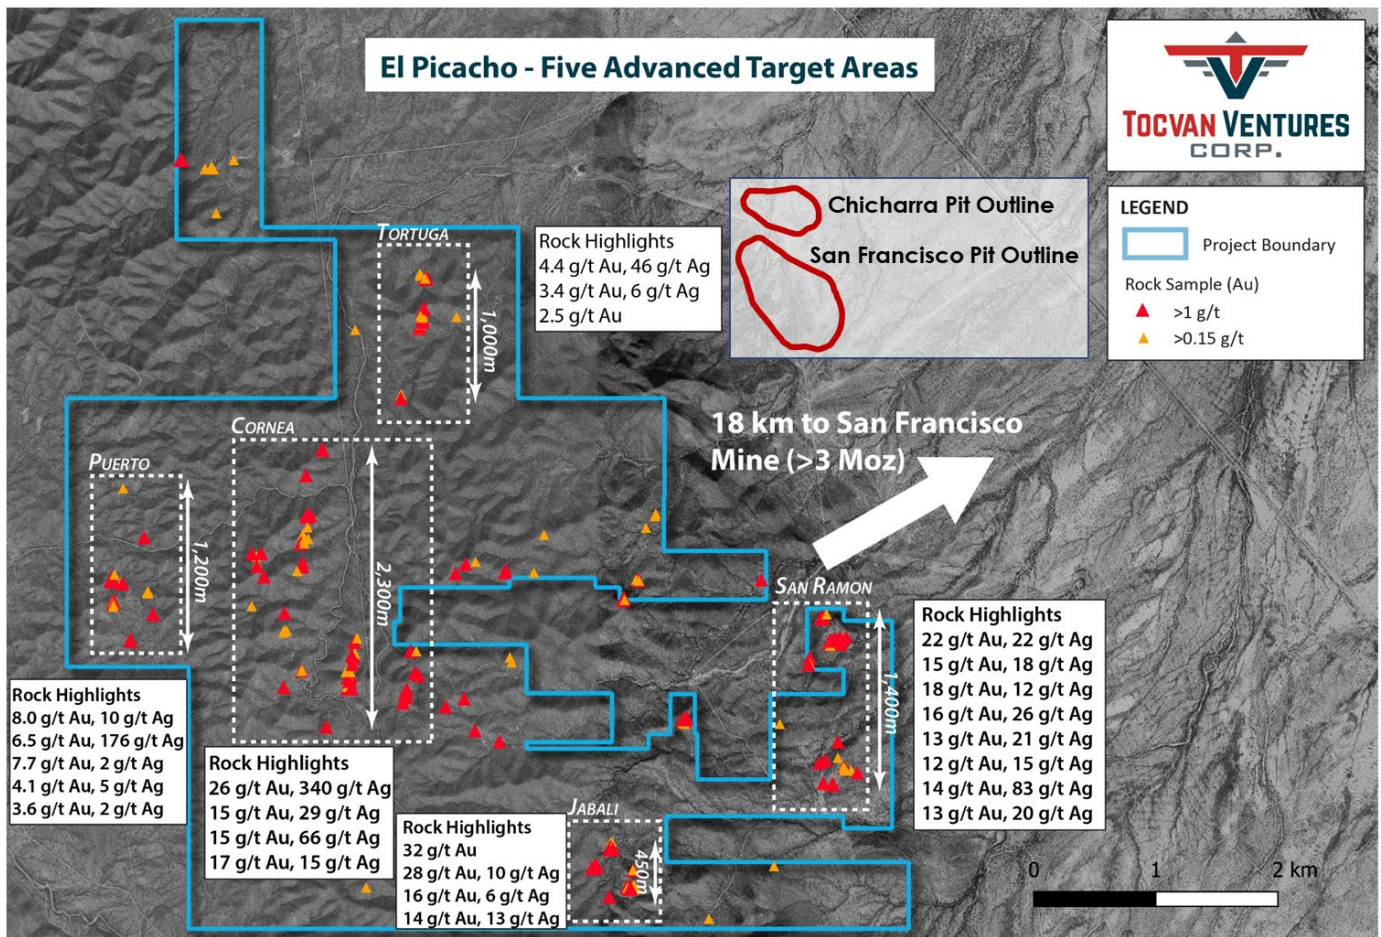 El Picacho - Five Advanced Target Areas
TOCVAN VENTURES
CORP.
LEGEND
Project Boundary
Rock Sample (Au)
>1 g/t
>0.15 g/t
Chicharra Pit Outline
San Francisco Pit Outline
TORTUGA
1,000m
Rock Highlights
4.4 g/t Au, 46 g/t Ag
3.4 g/t Au, 6 g/t Ag
2.5 g/t Au
18 km to San Francisco
Mine (>3 Moz)
CORNEA
2,300m
PUERTO
1,200m
SAN RAMON
1,400m
Rock Highlights
22 g/t Au, 22 g/t Ag
15 g/t Au, 18 g/t Ag
18 g/t Au, 12 g/t Ag
16 g/t Au, 26 g/t Ag
13 g/t Au, 21 g/t Ag
12 g/t Au, 15 g/t Ag
14 g/t Au, 83 g/t Ag
13 g/t Au, 20 g/t Ag
Rock Highlights
8.0 g/t Au, 10 g/t Ag
6.5 g/t Au, 176 g/t Ag
7.7 g/t Au, 2 g/t Ag
4.1 g/t Au, 5 g/t Ag
3.6 g/t Au, 2 g/t Ag
Rock Highlights
26 g/t Au, 340 g/t Ag
15 g/t Au, 29 g/t Ag
15 g/t Au, 66 g/t Ag
17 g/t Au, 15 g/t Ag
JABALI
450m
Rock Highlights
32 g/t Au
28 g/t Au, 10 g/t Ag
16 g/t Au, 6 g/t Ag
14 g/t Au, 13 g/t Ag
0 1 2 km